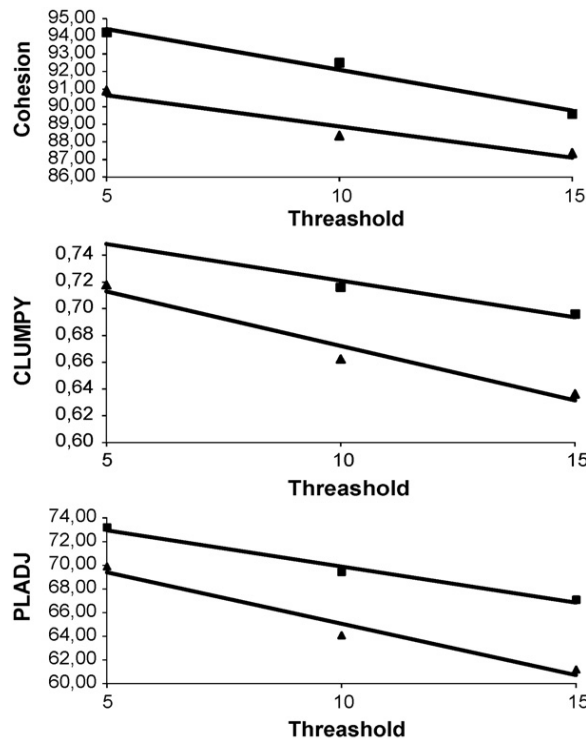 Cohesion
95,00
94,00
93,00
92,00
91,00
90,00
89,00
88,00
87,00
86,00
5 10 15
Threashold
CLUMPY
0,74
0,72
0,70
0,68
0,66
0,64
0,62
0,60
5 10 15
Threashold
PLADJ
74,00
72,00
70,00
68,00
66,00
64,00
62,00
60,00
5 10 15
Threashold